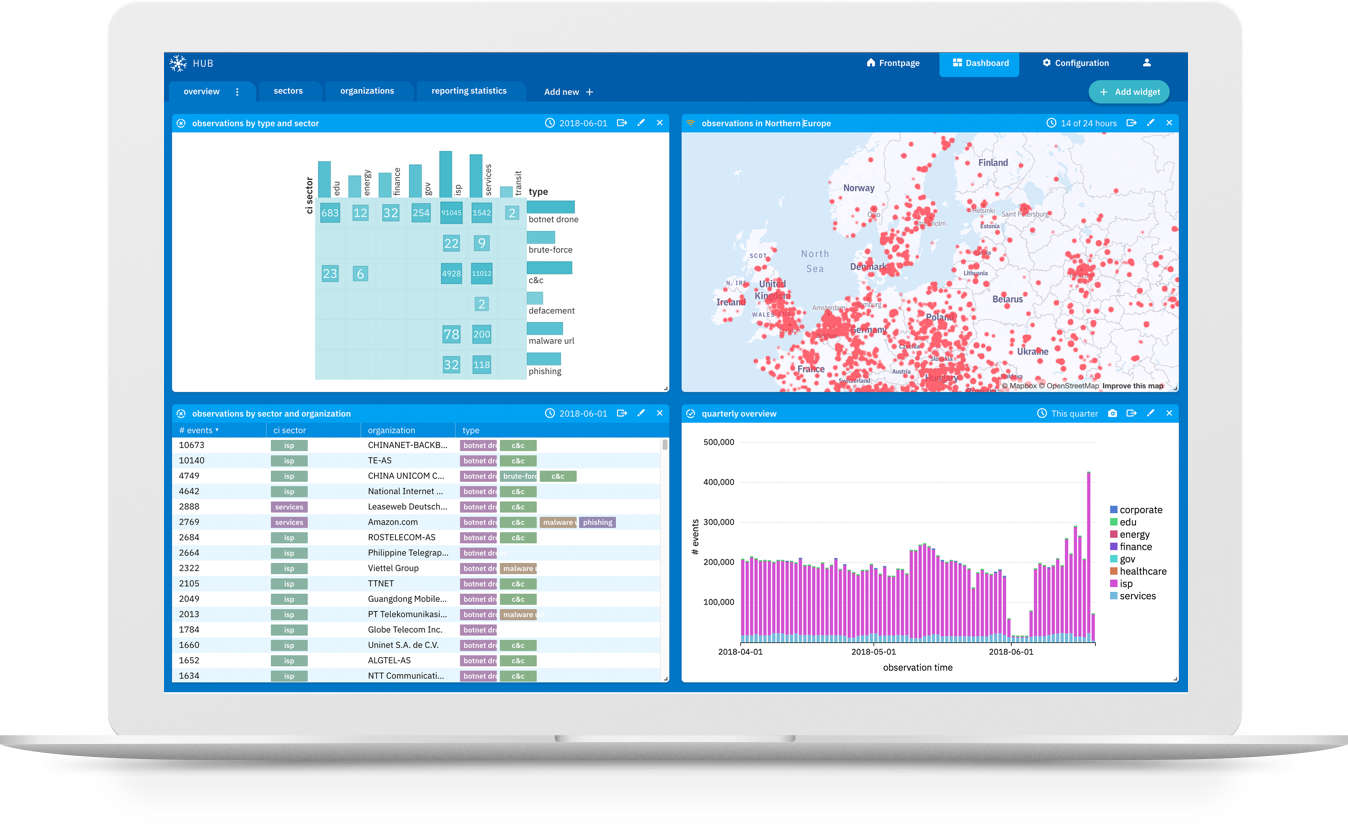 HUB
Frontpage
Dashboard
Configuration
overview
sectors
organizations
reporting statistics
Add new +
+ Add widget
observations by type and sector
2018-06-01
ci sector
edu
energy
finance
gov
isp
services
transit
type
683 12 32 254 91045 1542 2 botnet drone
22 9 brute-force
23 6 4928 11012 c&c
2 defacement
78 200 malware url
32 118 phishing
observations in Northern Europe
14 of 24 hours
Finland
Norway
Helsinki
Saint Petersburg
Estonia
SCOT
North
Sea
Denmark
Lithuania
N. IRE
United
Kingdom
Ireland
WALES
Amsterdam
Belarus
Poland
Germany
Ukraine
France
Austria
Switzerland
Hungary
© Mapbox © OpenStreetMap Improve this map
observations by sector and organization
2018-06-01
# events ci sector organization type
10673 isp CHINANET-BACKB... botnet dr c&c
10140 isp TE-AS botnet dr c&c
4749 isp CHINA UNICOM C... botnet dr brute-forc c&c
4642 isp National Internet ... botnet dr c&c
2888 services Leaseweb Deutsch... botnet dr c&c
2769 services Amazon.com botnet dr c&c malware phishing
2684 isp ROSTELECOM-AS botnet dr c&c
2664 isp Philippine Telegrap... botnet dr
2322 isp Viettel Group botnet dr malware
2105 isp TTNET botnet dr c&c
2049 isp Guangdong Mobile... botnet dr c&c
2013 isp PT Telekomunikasi... botnet dr malware
1784 isp Globe Telecom Inc. botnet dr
1660 isp Uninet S.A. de C.V. botnet dr c&c
1652 isp ALGTEL-AS botnet dr c&c
1634 isp NTT Communicati... botnet dr c&c
quarterly overview
This quarter
500,000
400,000
300,000
200,000
100,000
# events
2018-04-01 2018-05-01 2018-06-01
observation time
corporate
edu
energy
finance
gov
healthcare
isp
services